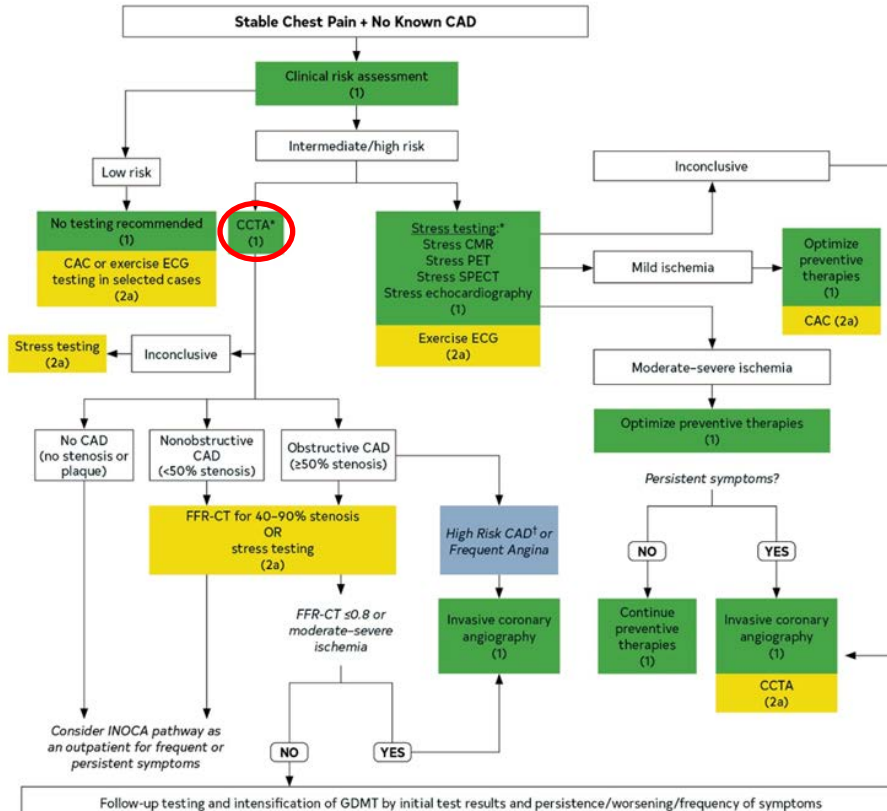 Stable Chest Pain + No Known CAD
Clinical risk assessment
(1)
Intermediate/high risk
Low risk
No testing recommended
(1)
CAC or exercise ECG
testing in selected cases
(2a)
CCTA*
(1)
Stress testing:*
Stress CMR
Stress PET
Stress SPECT
Stress echocardiography
(1)
Exercise ECG
(2a)
Inconclusive
Mild ischemia
Optimize
preventive
therapies
(1)
CAC (2a)
Moderate–severe ischemia
Optimize preventive therapies
(1)
Persistent symptoms?
NO
YES
Continue
preventive
therapies
(1)
Invasive coronary
angiography
(1)
CCTA
(2a)
Stress testing
(2a)
Inconclusive
No CAD
(no stenosis or
plaque)
Nonobstructive
CAD
(<50% stenosis)
Obstructive CAD
(≥50% stenosis)
FFR-CT for 40–90% stenosis
OR
stress testing
(2a)
High Risk CAD† or
Frequent Angina
FFR-CT ≤0.8 or
moderate–severe
ischemia
Invasive coronary
angiography
(1)
Consider INOCA pathway as
an outpatient for frequent or
persistent symptoms
NO
YES
Follow-up testing and intensification of GDMT by initial test results and persistence/worsening/frequency of symptoms